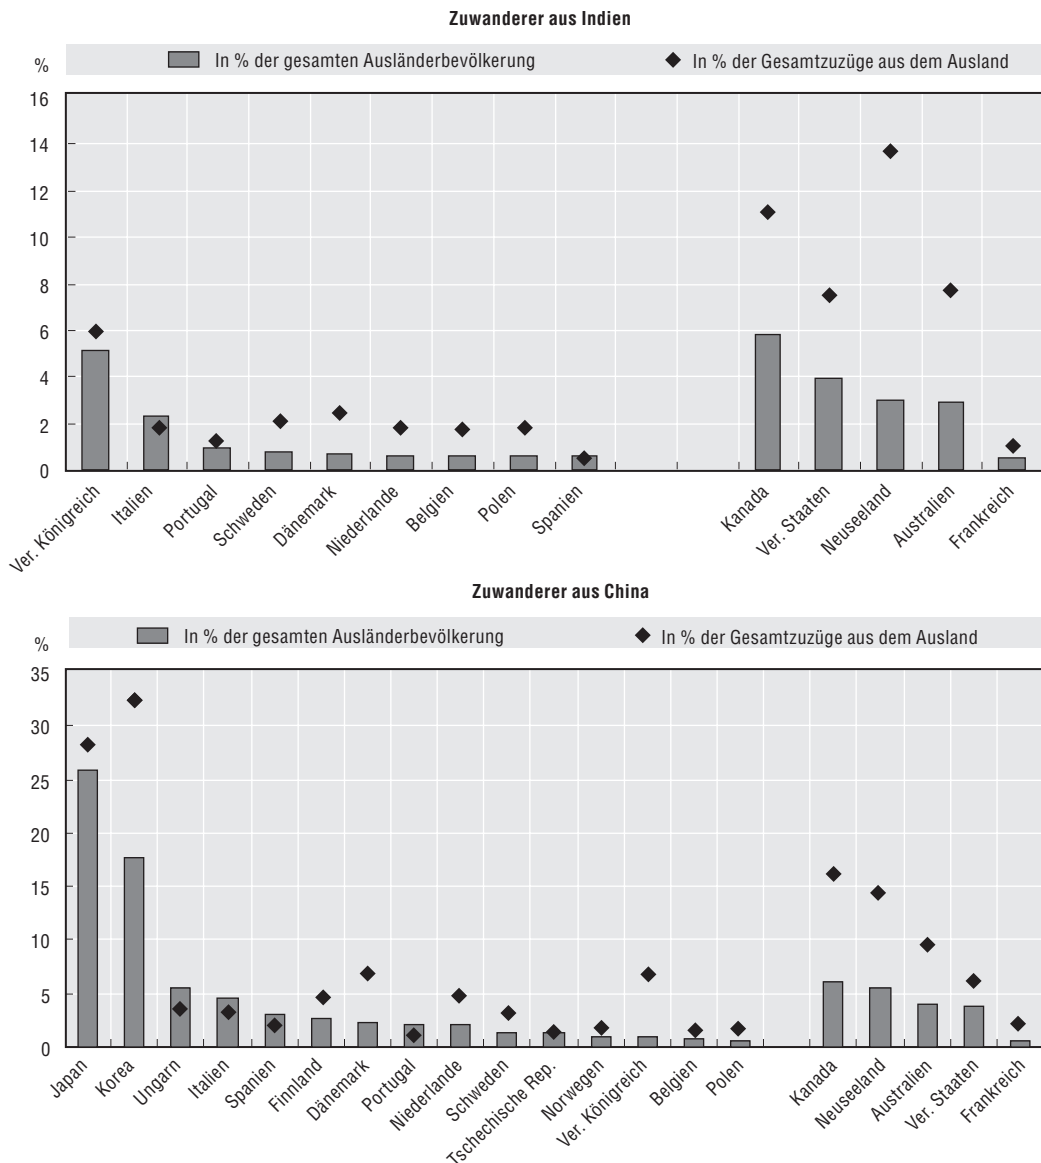 Zuwanderer aus Indien
%
In % der gesamten Ausländerbevölkerung
In % der Gesamtzuzüge aus dem Ausland
16
14
12
10
8
6
4
2
0
Ver. Königreich
Italien
Portugal
Schweden
Dänemark
Niederlande
Belgien
Polen
Spanien
Kanada
Ver. Staaten
Neuseeland
Australien
Frankreich
Zuwanderer aus China
%
In % der gesamten Ausländerbevölkerung
In % der Gesamtzuzüge aus dem Ausland
35
30
25
20
15
10
5
0
Japan
Korea
Ungarn
Italien
Spanien
Finnland
Dänemark
Portugal
Niederlande
Schweden
Tschechische Rep.
Norwegen
Ver. Königreich
Belgien
Polen
Kanada
Neuseeland
Australien
Ver. Staaten
Frankreich